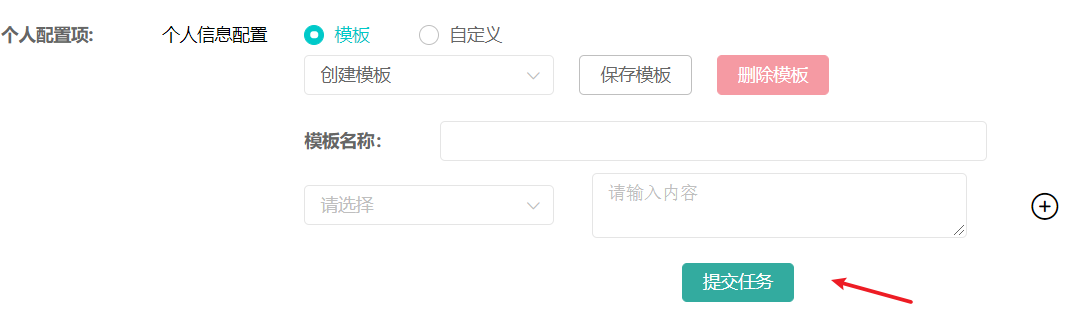 个人配置项: 个人信息配置 模板 自定义
创建模板 保存模板 删除模板
模板名称:
请选择 请输入内容
提交任务